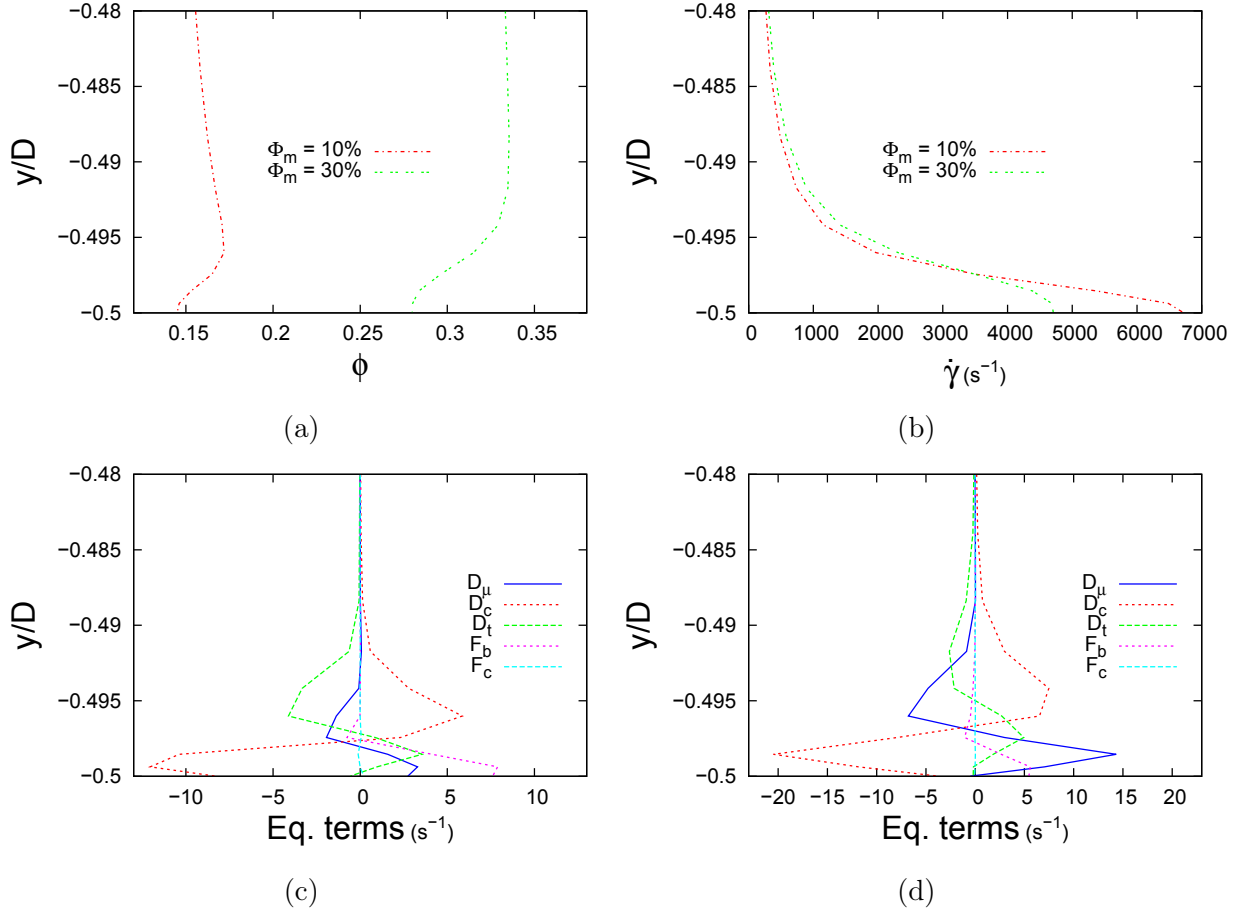 −0.48
−0.485
−0.49
−0.495
−0.5
0.15 0.2 0.25 0.3 0.35
y/D
ϕ
Φm = 10%
Φm = 30%
(a)
−0.48
−0.485
−0.49
−0.495
−0.5
0 1000 2000 3000 4000 5000 6000 7000
y/D
γ̇ (s−1)
Φm = 10%
Φm = 30%
(b)
−0.48
−0.485
−0.49
−0.495
−0.5
−10 −5 0 5 10
y/D
Eq. terms (s−1)
Dμ
Dc
Dt
Fb
Fc
(c)
−0.48
−0.485
−0.49
−0.495
−0.5
−20 −15 −10 −5 0 5 10 15 20
y/D
Eq. terms (s−1)
Dμ
Dc
Dt
Fb
Fc
(d)